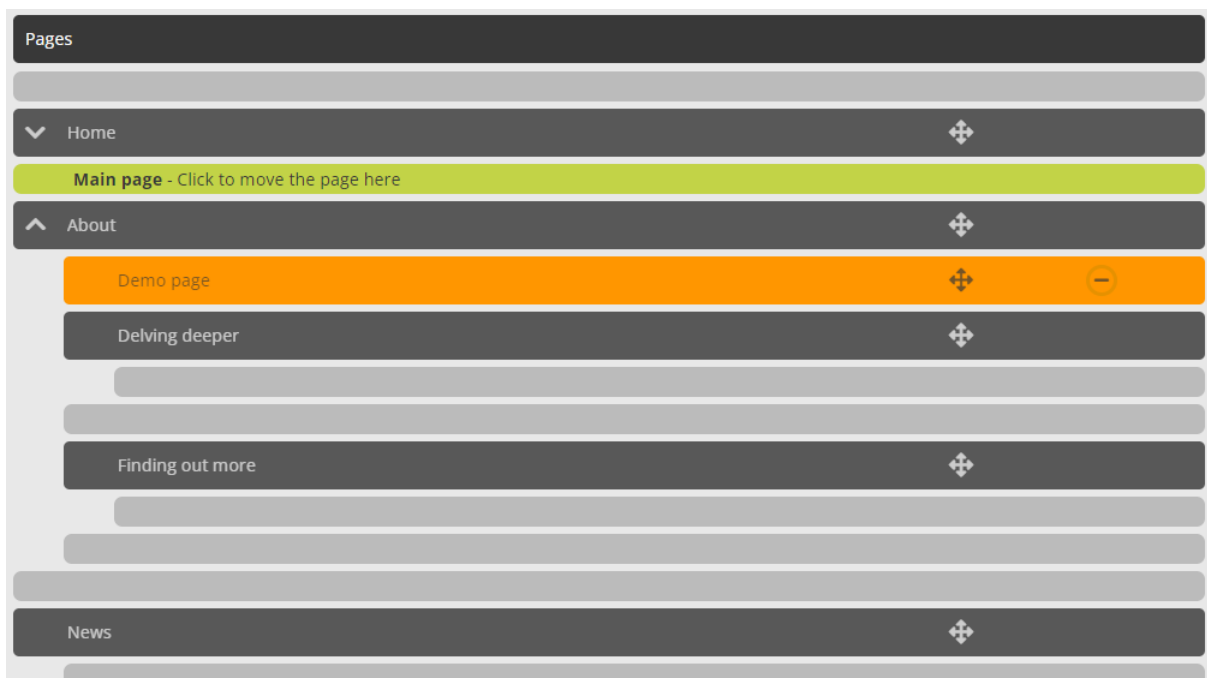 Pages
Home
Main page - Click to move the page here
About
Demo page
Delving deeper
Finding out more
News